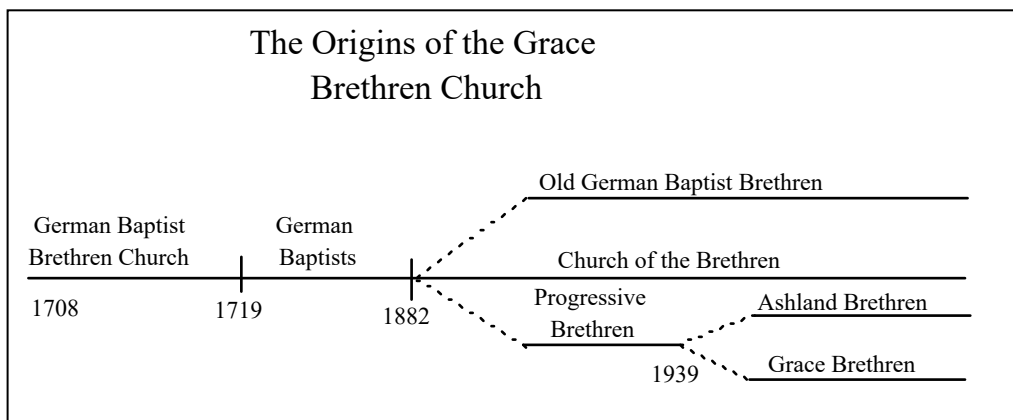 The Origins of the Grace
Brethren Church
Old German Baptist Brethren
German Baptist
Brethren Church
German
Baptists
Church of the Brethren
1708
1719
1882
Progressive
Brethren
Ashland Brethren
1939
Grace Brethren